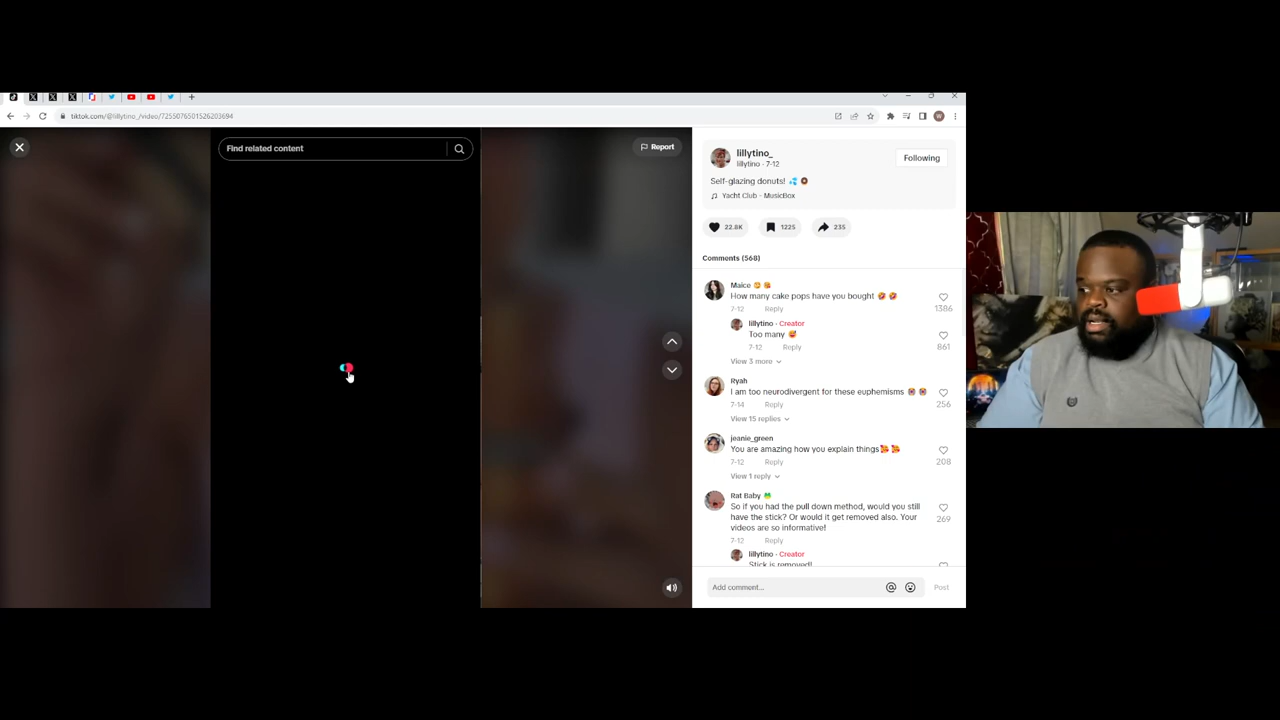 tiktok.com/@lillytino_/video/7255076501526203694
Find related content
Report
lillytino_
lillytino · 7-12
Following
Self-glazing donuts! 💦 🍩
Yacht Club - MusicBox
22.8K
1225
235
Comments (568)
Maice
How many cake pops have you bought 🤣 🤣
7-12 Reply
1386
lillytino · Creator
Too many 😅
7-12 Reply
861
View 3 more
Ryah
I am too neurodivergent for these euphemisms
7-14 Reply
256
View 15 replies
jeanie_green
You are amazing how you explain things🥰 🥰
7-12 Reply
208
View 1 reply
Rat Baby 🐸
So if you had the pull down method, would you still
have the stick? Or would it get removed also. Your
videos are so informative!
7-12 Reply
269
lillytino · Creator
Stick is removed!
Add comment...
Post